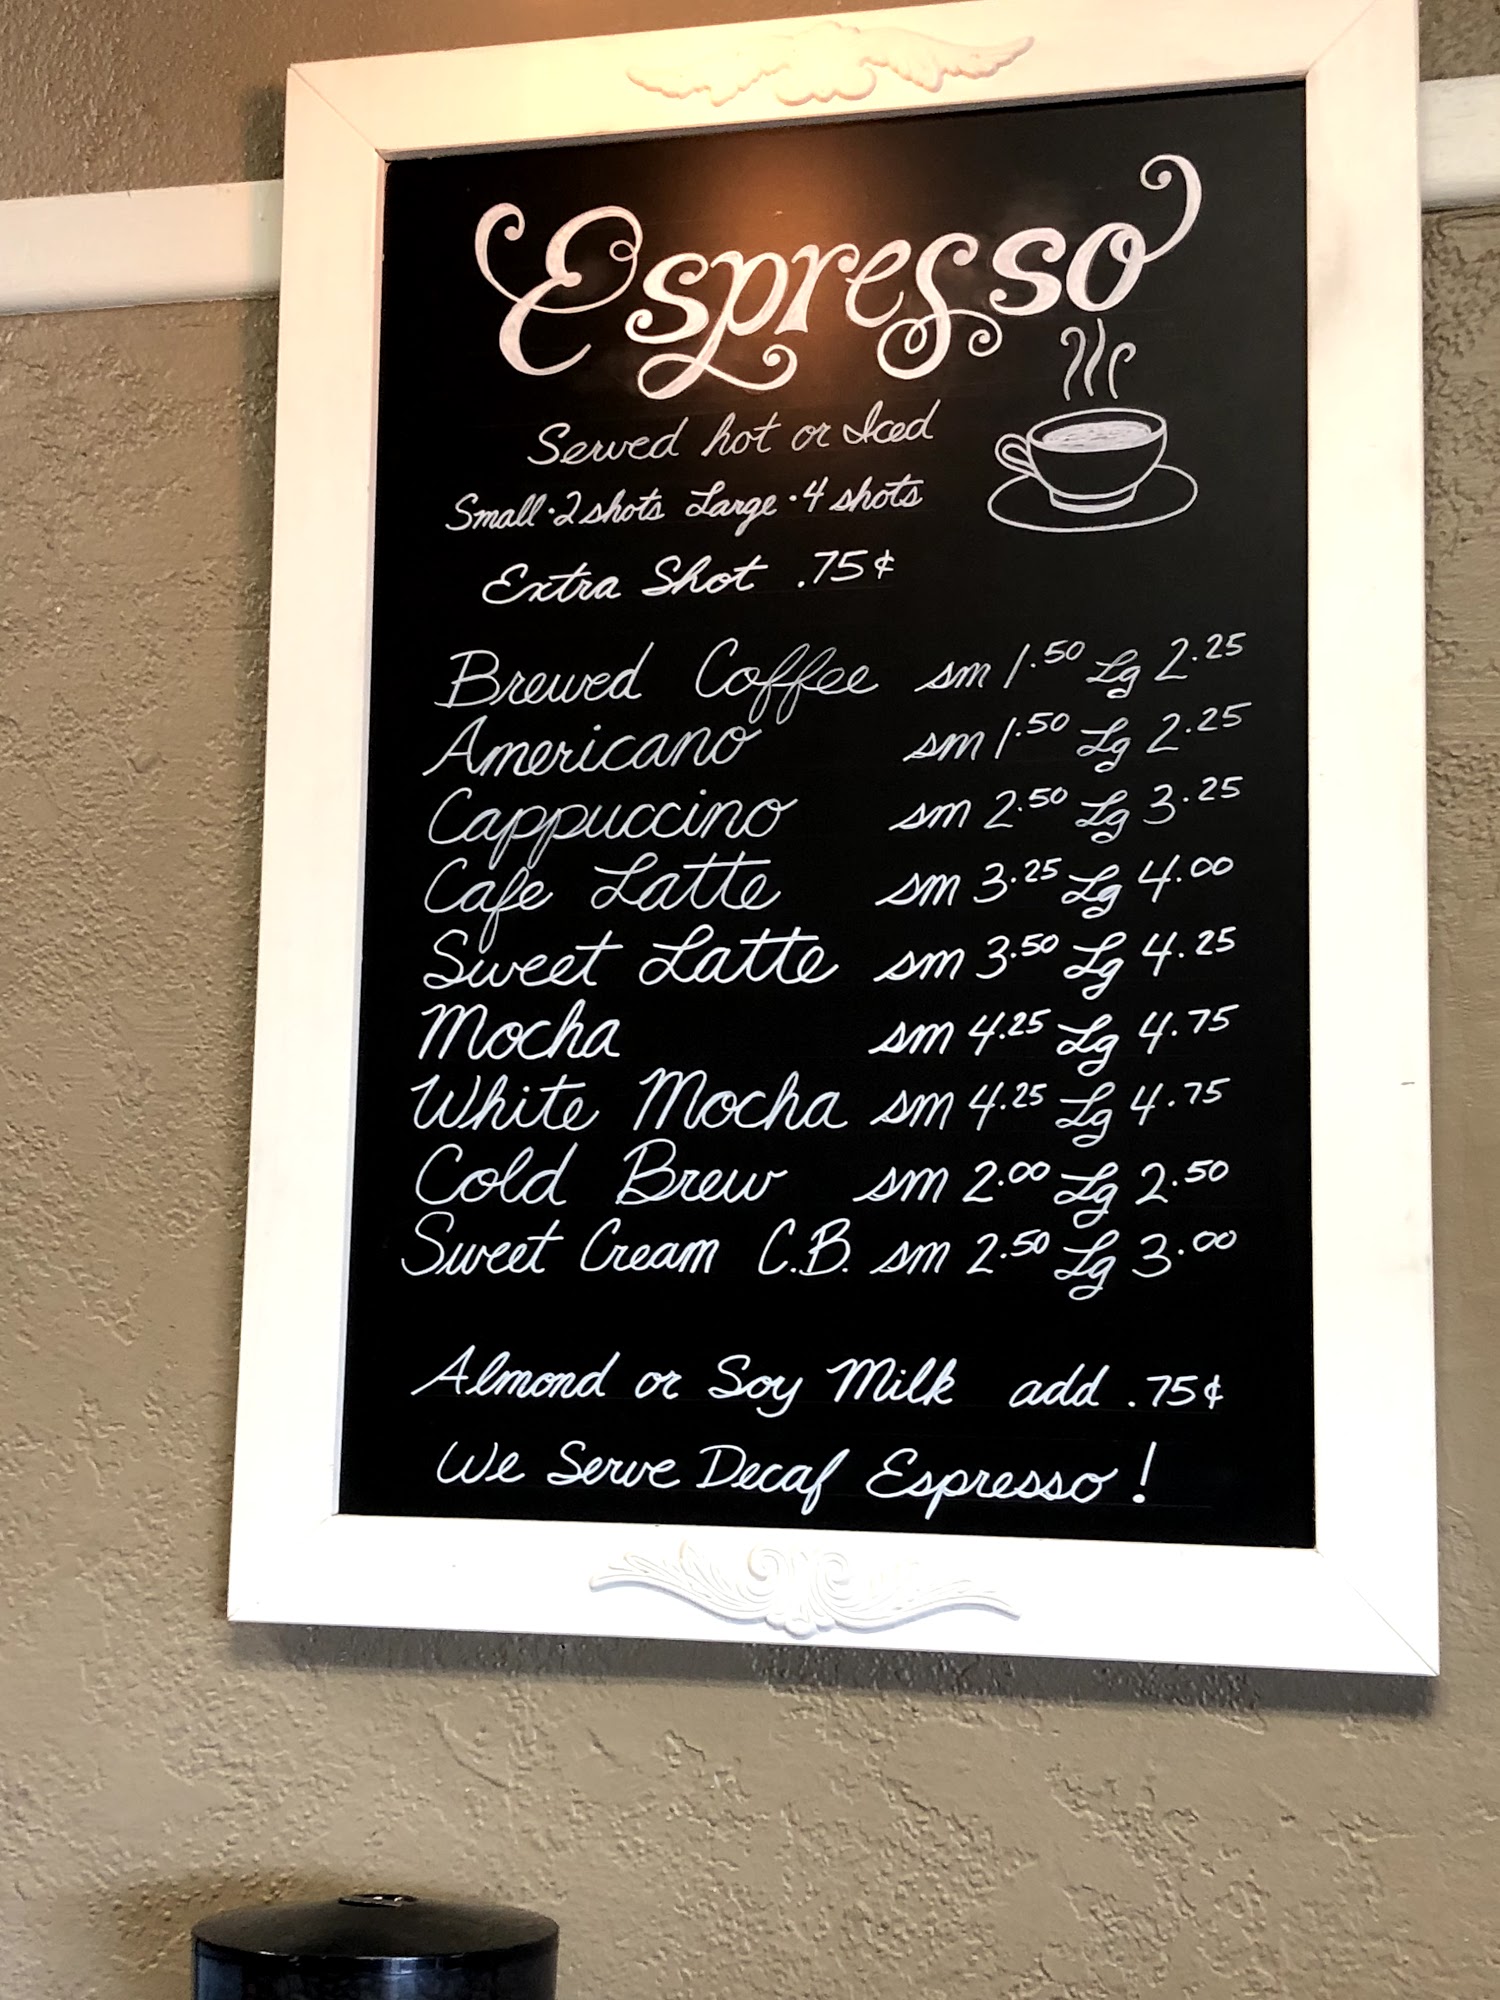 Espresso
Served hot or Iced
Small · 2 shots Large · 4 shots
Extra Shot .75¢
Brewed Coffee sm 1.50 Lg 2.25
Americano sm 1.50 Lg 2.25
Cappuccino sm 2.50 Lg 3.25
Cafe Latte sm 3.25 Lg 4.00
Sweet Latte sm 3.50 Lg 4.25
Mocha sm 4.25 Lg 4.75
White Mocha sm 4.25 Lg 4.75
Cold Brew sm 2.00 Lg 2.50
Sweet Cream C.B. sm 2.50 Lg 3.00
Almond or Soy Milk add .75¢
We Serve Decaf Espresso!